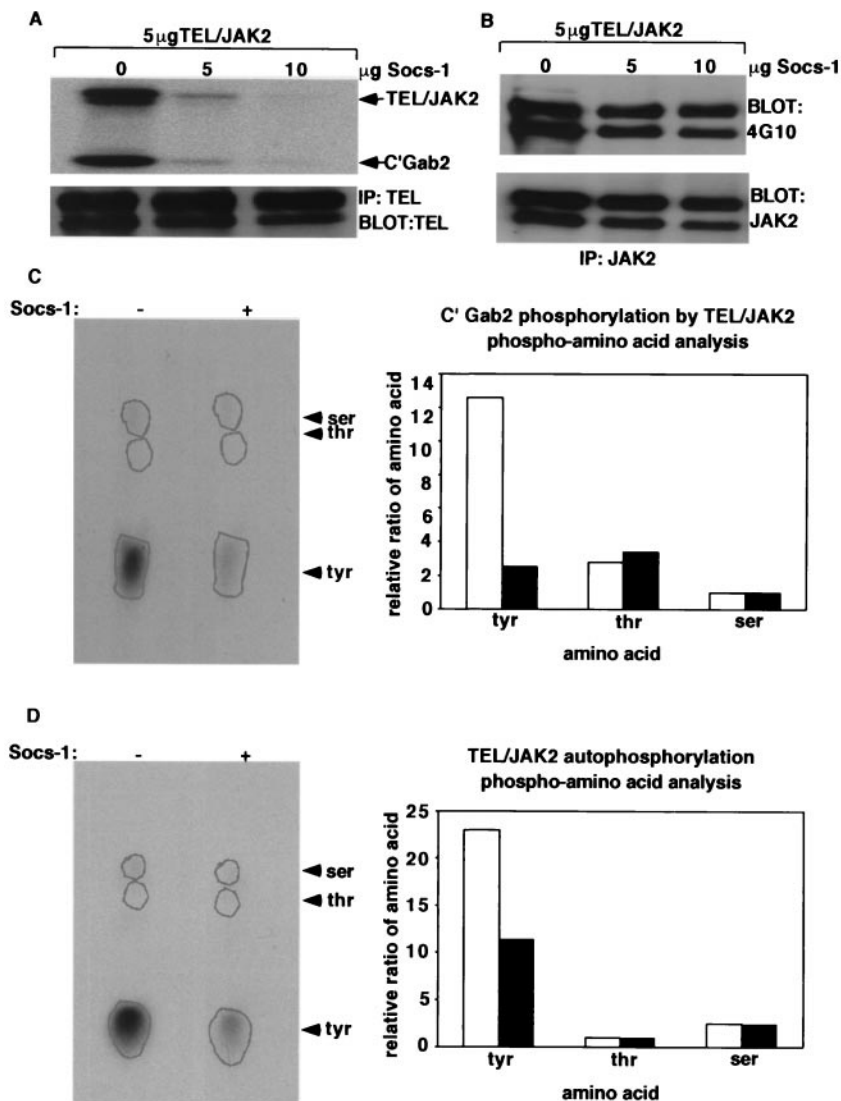 A
5μgTEL/JAK2
0 5 10 μg Socs-1
TEL/JAK2
C'Gab2
IP: TEL
BLOT:TEL
B
5μgTEL/JAK2
0 5 10 μg Socs-1
BLOT:
4G10
BLOT:
JAK2
IP: JAK2
C
Socs-1: - +
ser
thr
tyr
C' Gab2 phosphorylation by TEL/JAK2
phospho-amino acid analysis
relative ratio of amino acid
14
12
10
8
6
4
2
0
tyr thr ser
amino acid
D
Socs-1: - +
ser
thr
tyr
TEL/JAK2 autophosphorylation
phospho-amino acid analysis
relative ratio of amino acid
25
20
15
10
5
0
tyr thr ser
amino acid